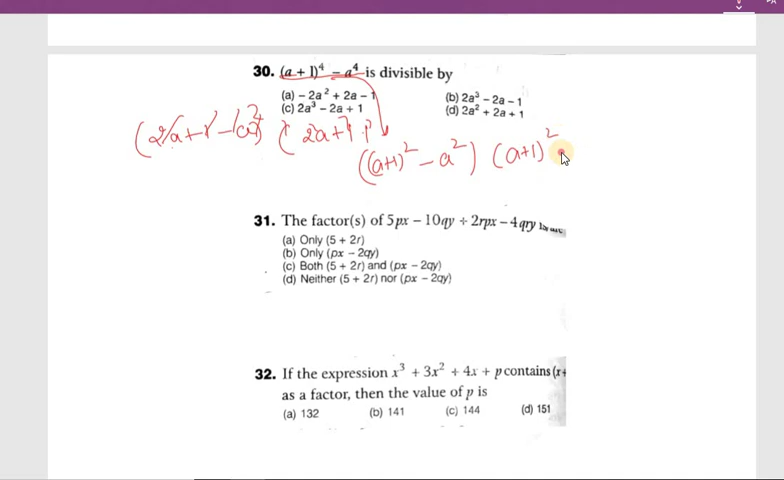 30. (a + 1)⁴ − a⁴ is divisible by
(a) − 2a² + 2a − 1
(b) 2a³ − 2a − 1
(c) 2a³ − 2a + 1
(d) 2a² + 2a + 1
((a+1)² − a²) (a+1)²
31. The factor(s) of 5px − 10qy + 2rpx − 4qry
(a) Only (5 + 2r)
(b) Only (px − 2qy)
(c) Both (5 + 2r) and (px − 2qy)
(d) Neither (5 + 2r) nor (px − 2qy)
32. If the expression x³ + 3x² + 4x + p contains (x+
as a factor, then the value of p is
(a) 132 (b) 141 (c) 144 (d) 151